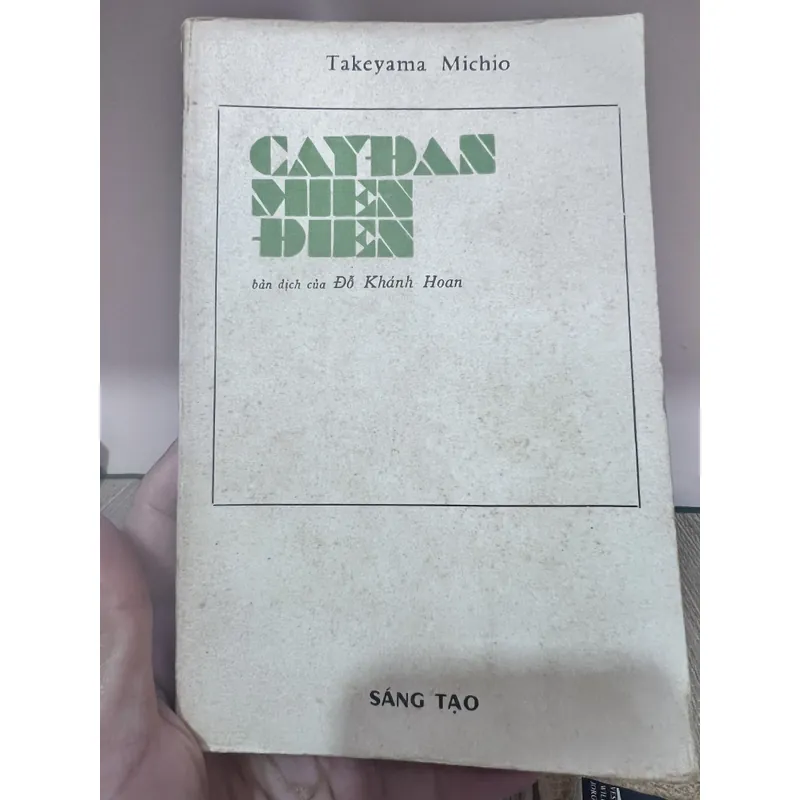 Takeyama Michio
CAY ĐAN
MIEN
ĐIEN
bản dịch của Đỗ Khánh Hoan
SÁNG TẠO